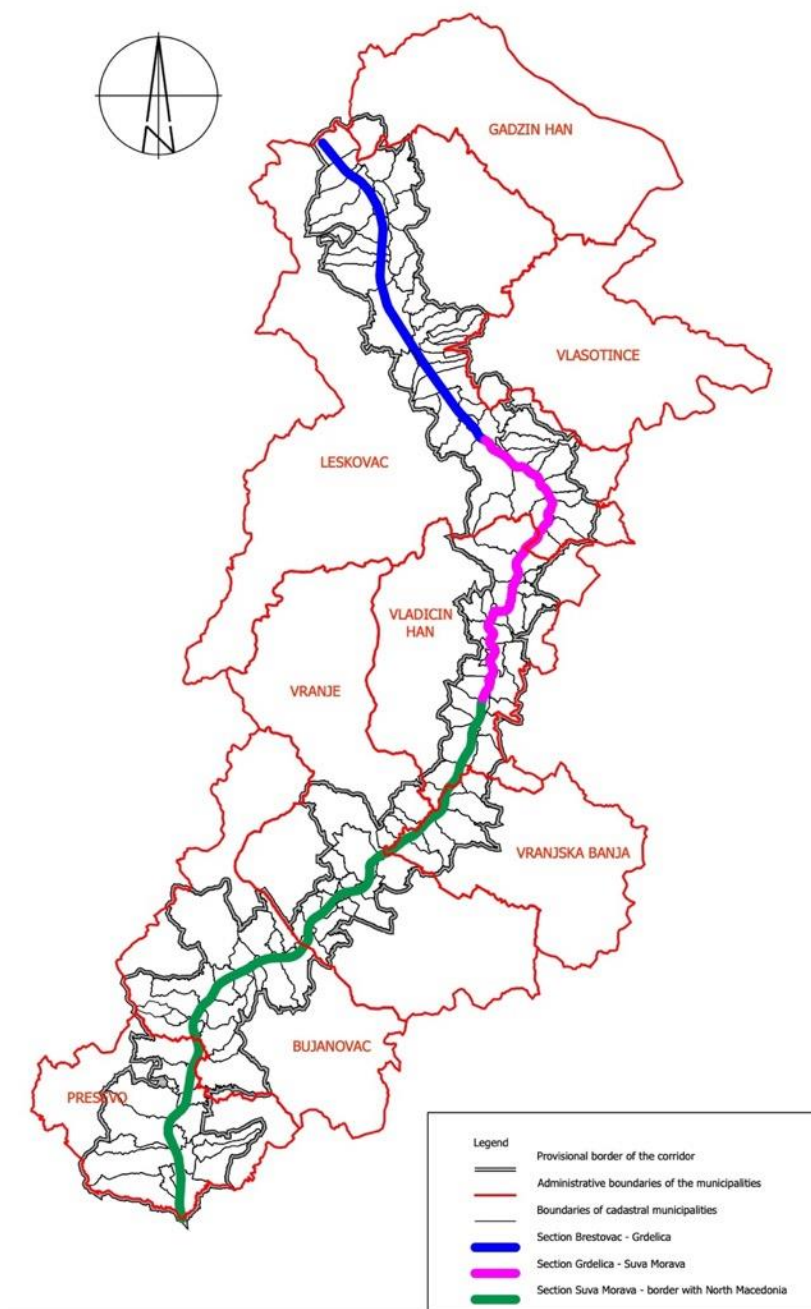 N
GADZIN HAN
VLASOTINCE
LESKOVAC
VLADICIN
HAN
VRANJE
VRANJSKA BANJA
BUJANOVAC
PRESEVO
Legend
Provisional border of the corridor
Administrative boundaries of the municipalities
Boundaries of cadastral municipalities
Section Brestovac - Grdelica
Section Grdelica - Suva Morava
Section Suva Morava - border with North Macedonia